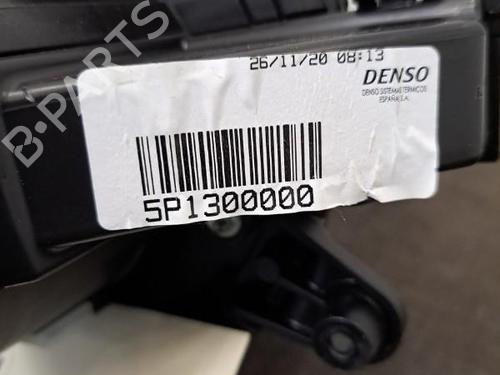 B-PARTS
26/11/20 08:13
DENSO
DENSO SISTEMAS TERMICOS
ESPAÑA S.A.
5P1300000